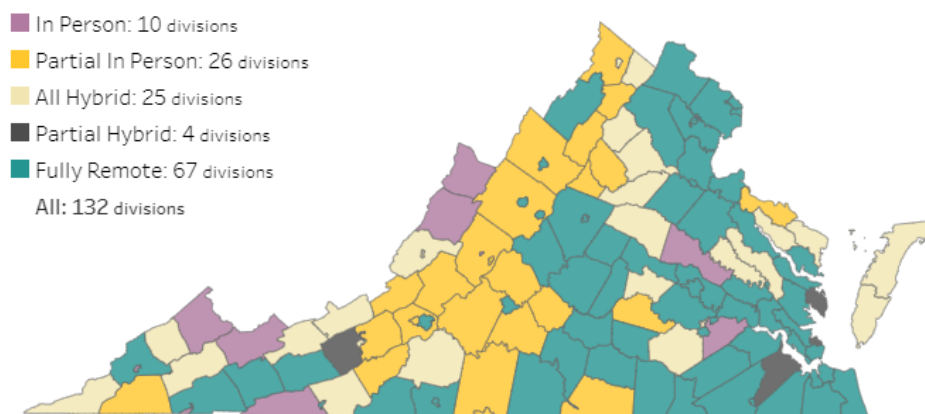 In Person: 10 divisions
Partial In Person: 26 divisions
All Hybrid: 25 divisions
Partial Hybrid: 4 divisions
Fully Remote: 67 divisions
All: 132 divisions